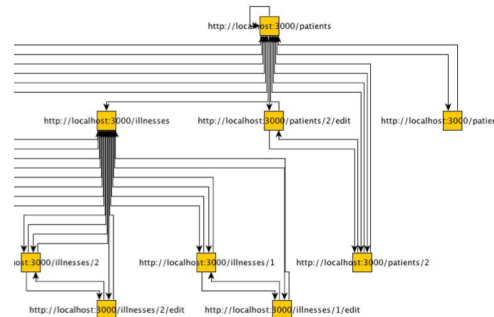 http://localhost:3000/patients
http://localhost:3000/illnesses
http://localhost:3000/patients/2/edit
http://localhost:3000/patie
ost:3000/illnesses/2
http://localhost:3000/illnesses/1
http://localhost:3000/patients/2
http://localhost:3000/illnesses/2/edit
http://localhost:3000/illnesses/1/edit